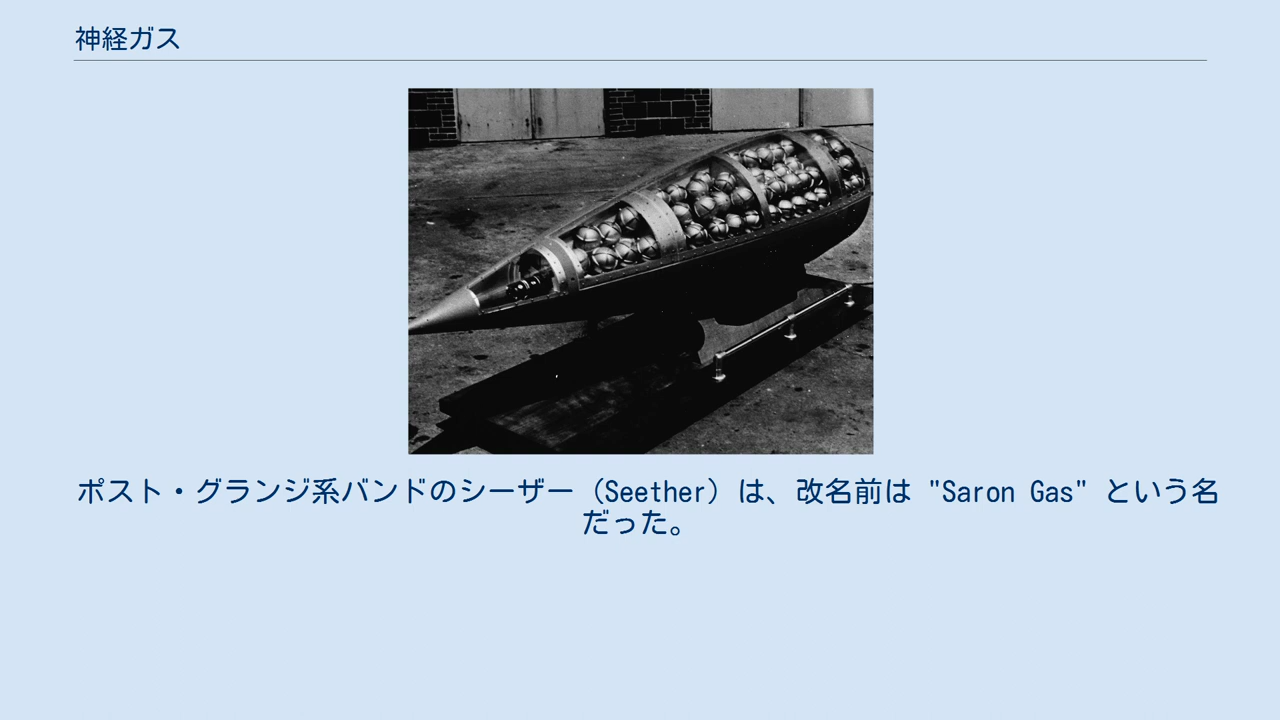 神経ガス
ポスト・グランジ系バンドのシーザー（Seether）は、改名前は "Saron Gas" という名
だった。